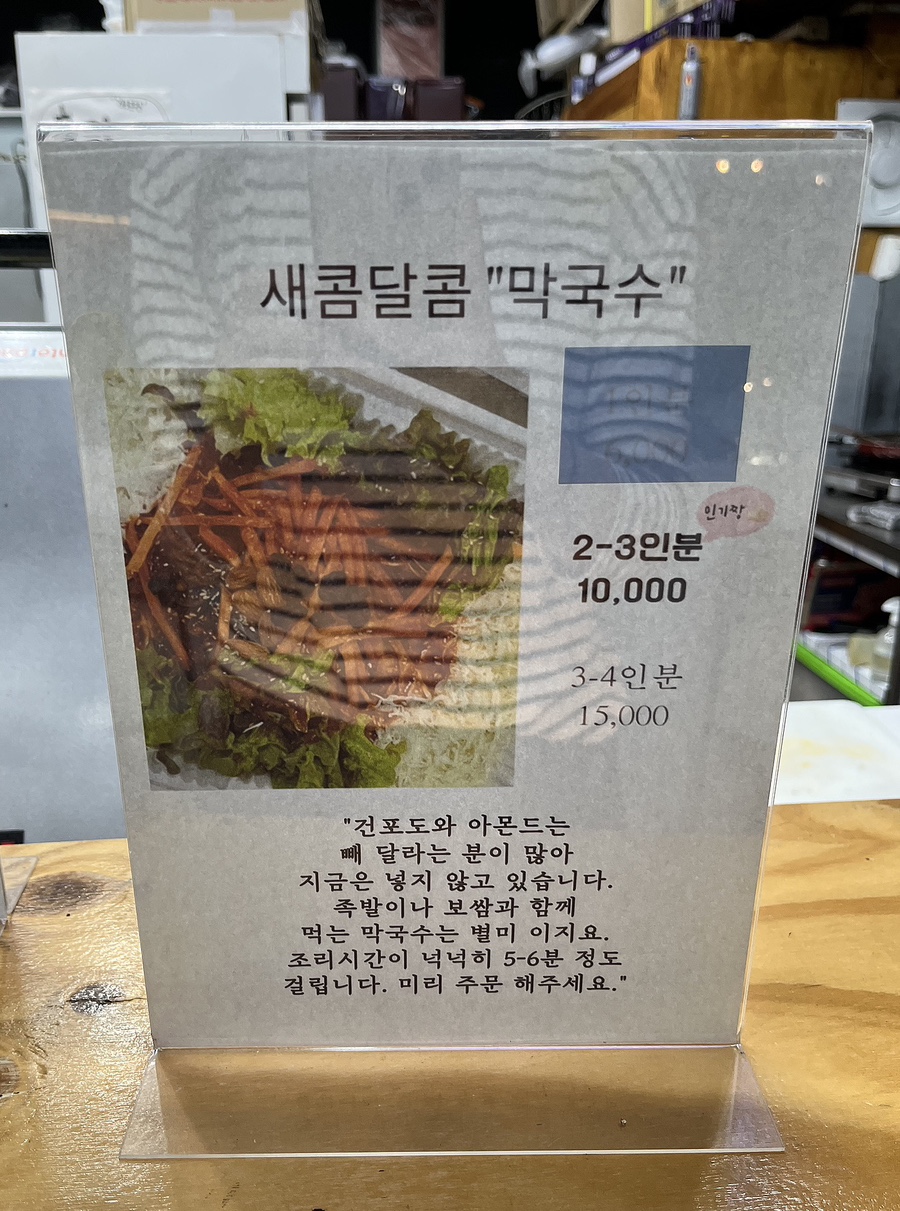 새콤달콤 "막국수"
인기짱
2-3인분
10,000
3-4인분
15,000
"건포도와 아몬드는
빼 달라는 분이 많아
지금은 넣지 않고 있습니다.
족발이나 보쌈과 함께
먹는 막국수는 별미 이지요.
조리시간이 넉넉히 5-6분 정도
걸립니다. 미리 주문 해주세요."